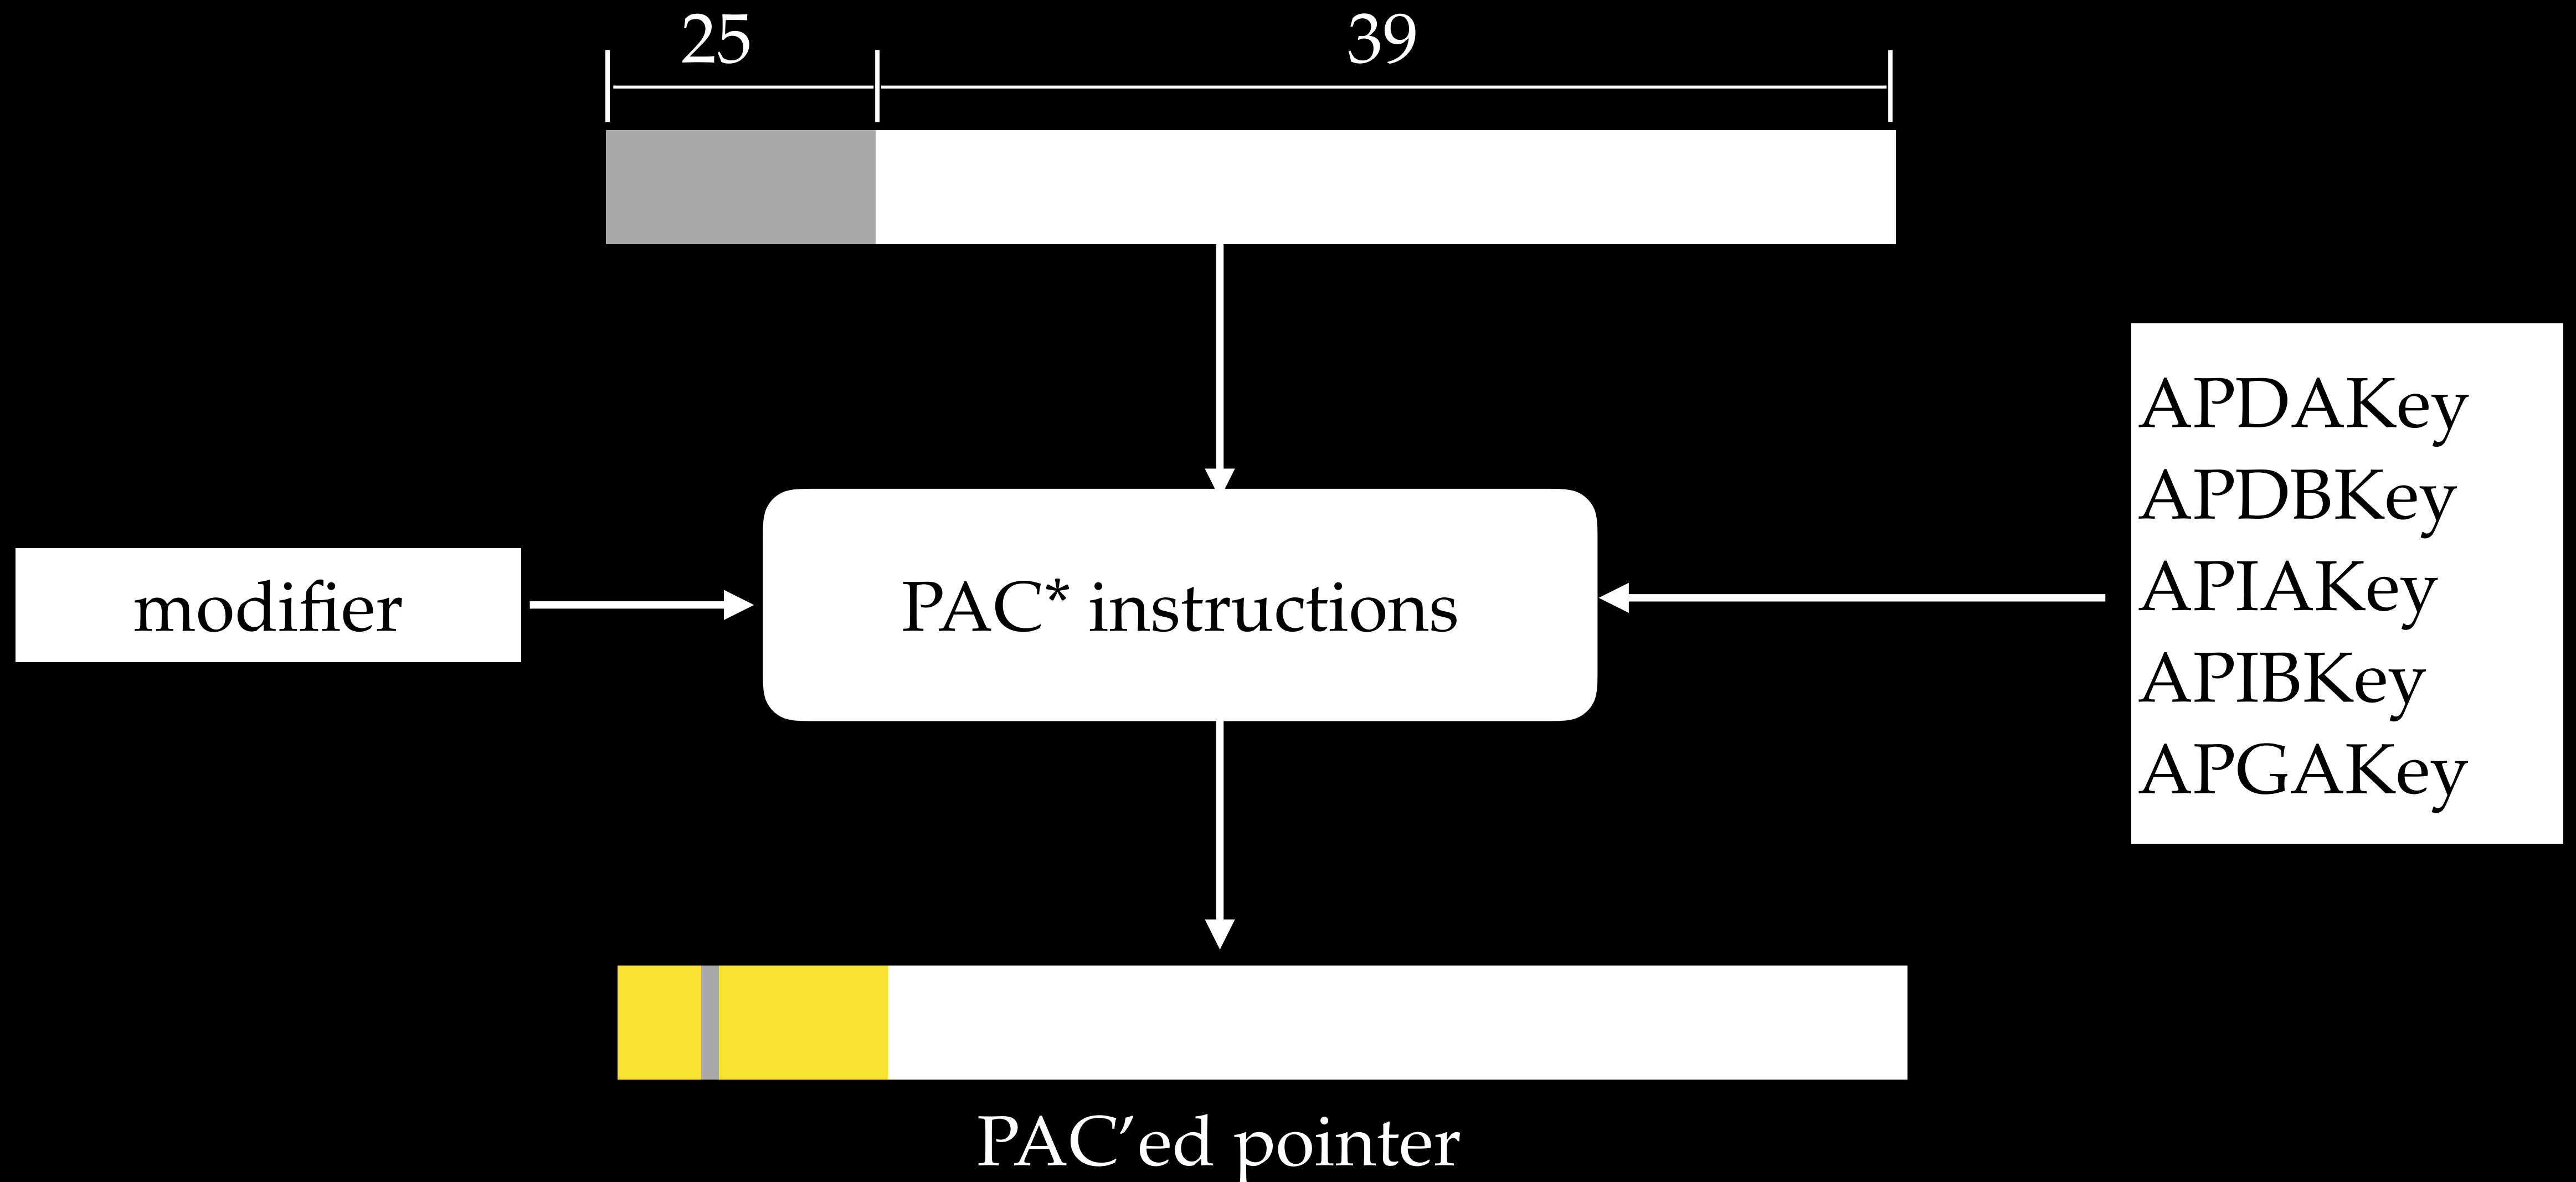 25
39
modifier
PAC* instructions
APDAKey
APDBKey
APIAKey
APIBKey
APGAKey
PAC’ed pointer